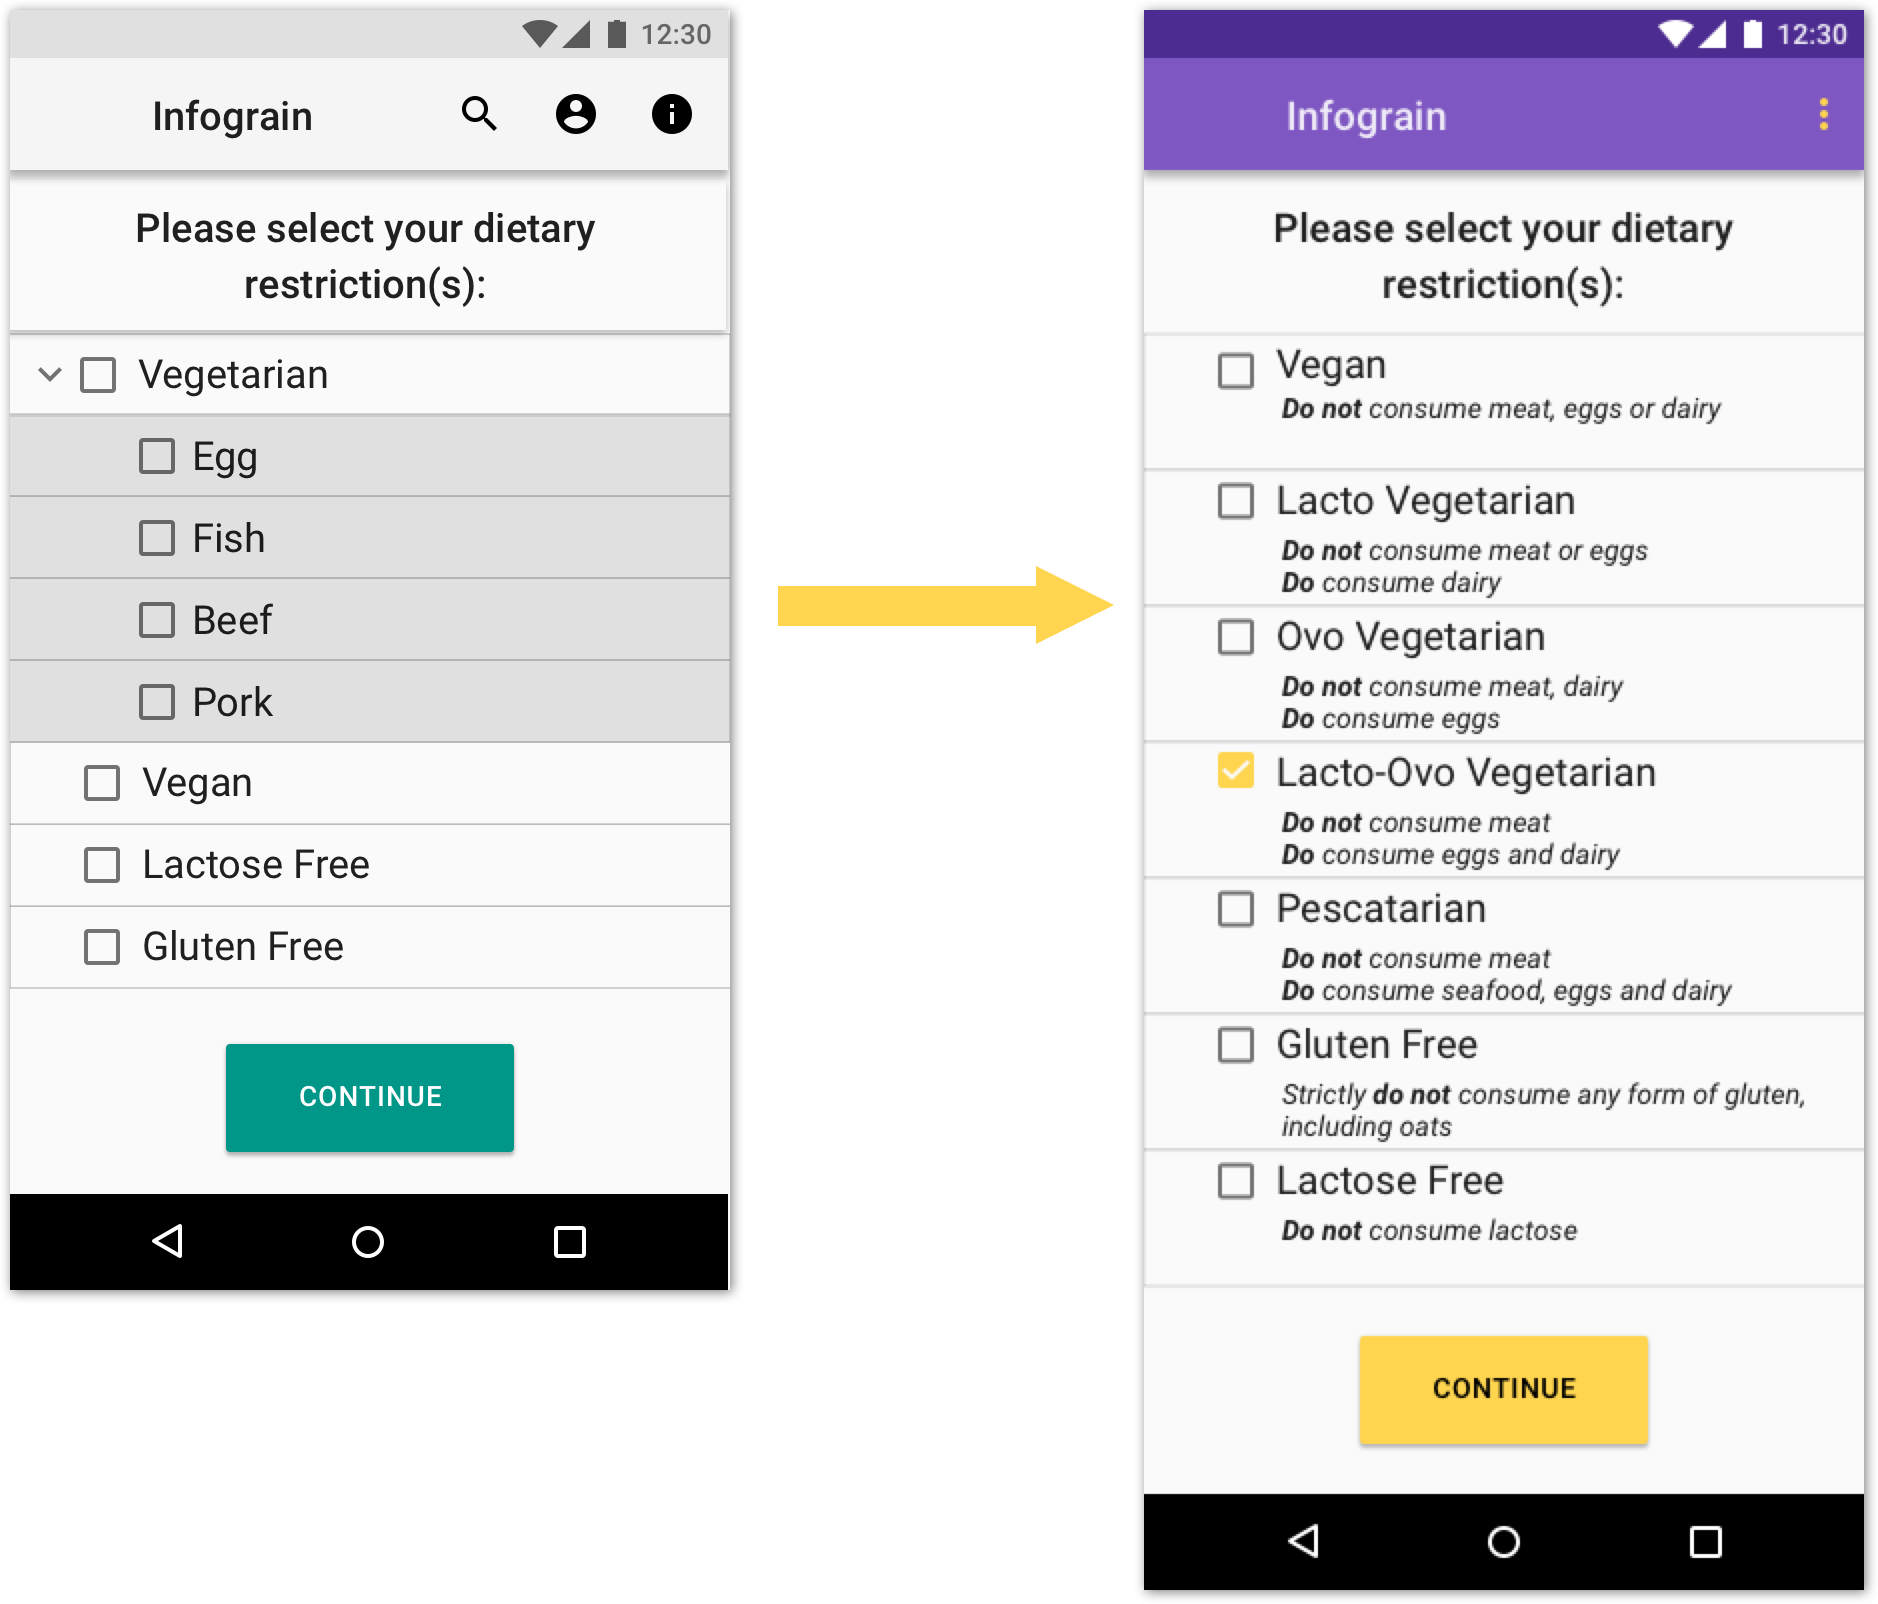 12:30
Infograin
Please select your dietary
restriction(s):
Vegetarian
Egg
Fish
Beef
Pork
Vegan
Lactose Free
Gluten Free
CONTINUE
12:30
Infograin
Please select your dietary
restriction(s):
Vegan
Do not consume meat, eggs or dairy
Lacto Vegetarian
Do not consume meat or eggs
Do consume dairy
Ovo Vegetarian
Do not consume meat, dairy
Do consume eggs
Lacto-Ovo Vegetarian
Do not consume meat
Do consume eggs and dairy
Pescatarian
Do not consume meat
Do consume seafood, eggs and dairy
Gluten Free
Strictly do not consume any form of gluten,
including oats
Lactose Free
Do not consume lactose
CONTINUE